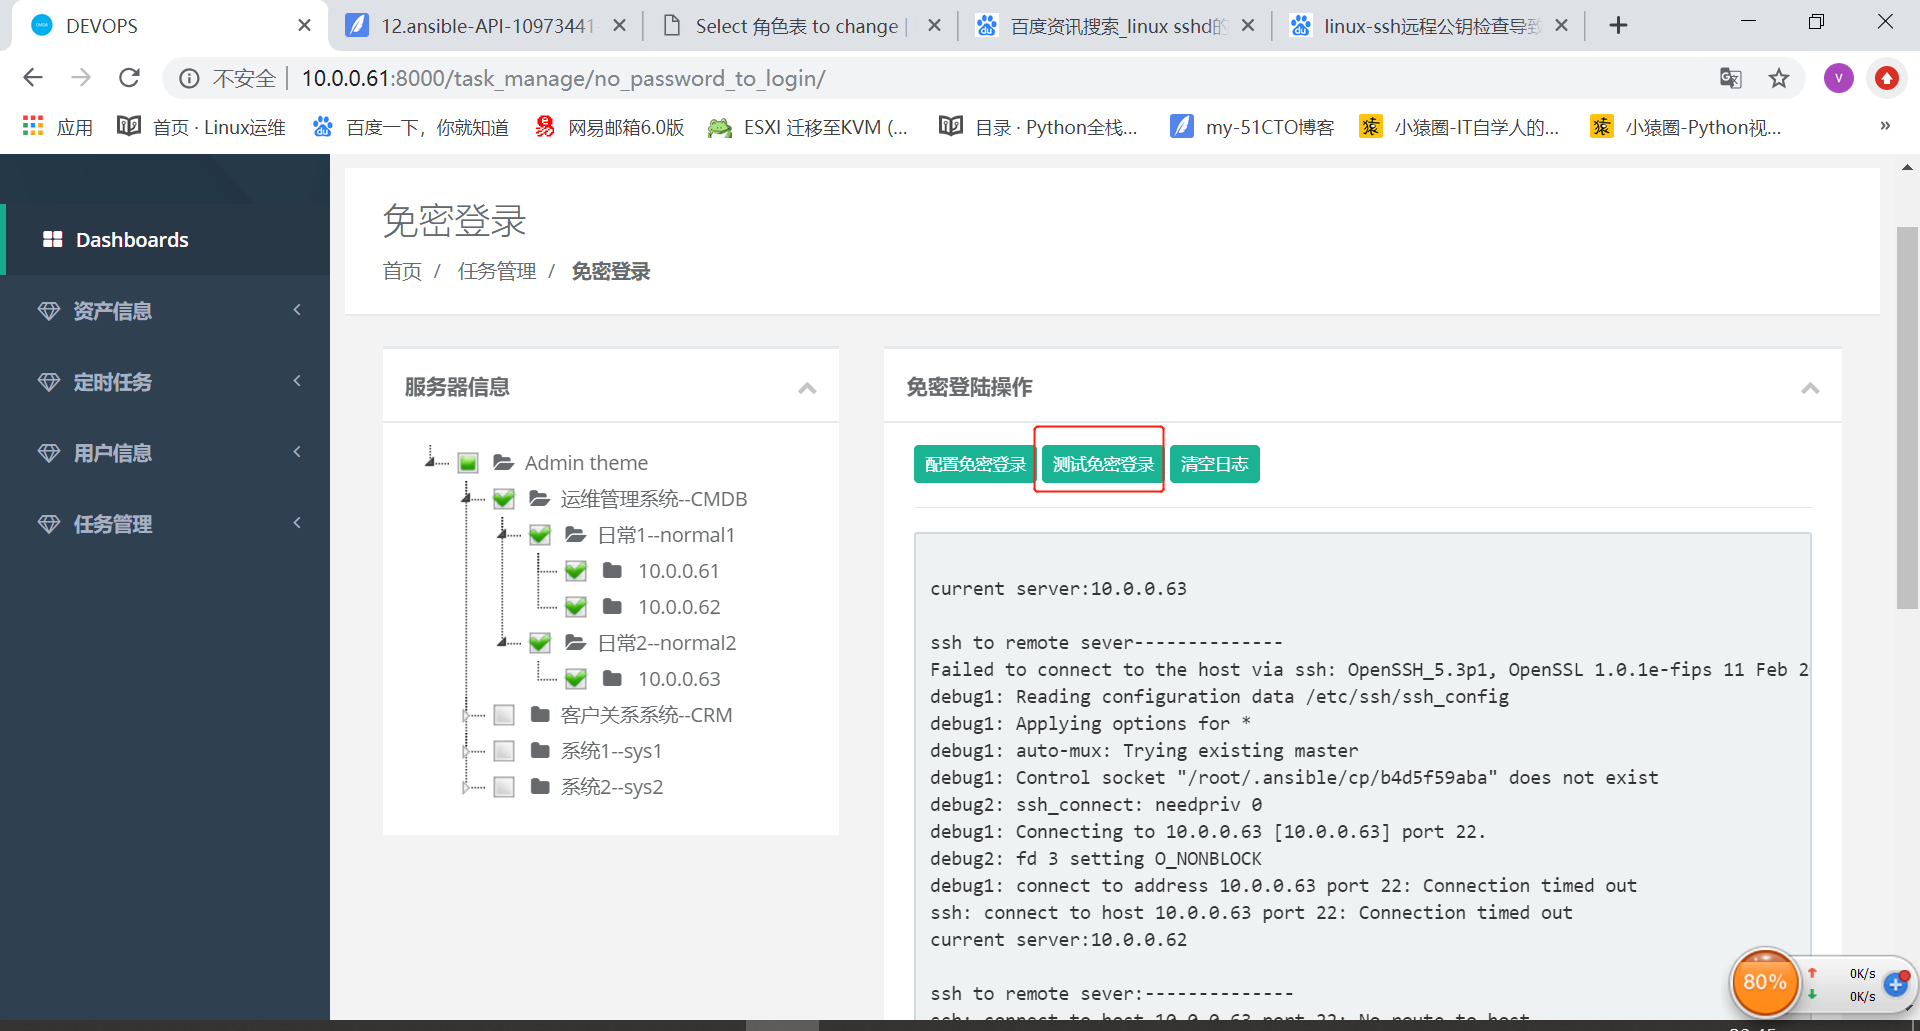 DEVOPS
12.ansible-API-10973441
Select 角色表 to change |
百度资讯搜索_linux sshd的
linux-ssh远程公钥检查导致
不安全 | 10.0.0.61:8000/task_manage/no_password_to_login/
V
应用
首页 · Linux运维
百度一下，你就知道
网易邮箱6.0版
ESXI 迁移至KVM (...
目录 · Python全栈...
my-51CTO博客
小猿圈-IT自学人的...
小猿圈-Python视...
»
Dashboards
资产信息
定时任务
用户信息
任务管理
免密登录
首页 / 任务管理 / 免密登录
服务器信息
Admin theme
运维管理系统--CMDB
日常1--normal1
10.0.0.61
10.0.0.62
日常2--normal2
10.0.0.63
客户关系系统--CRM
系统1--sys1
系统2--sys2
免密登陆操作
配置免密登录 测试免密登录 清空日志
current server:10.0.0.63
ssh to remote sever--------------
Failed to connect to the host via ssh: OpenSSH_5.3p1, OpenSSL 1.0.1e-fips 11 Feb 2
debug1: Reading configuration data /etc/ssh/ssh_config
debug1: Applying options for *
debug1: auto-mux: Trying existing master
debug1: Control socket "/root/.ansible/cp/b4d5f59aba" does not exist
debug2: ssh_connect: needpriv 0
debug1: Connecting to 10.0.0.63 [10.0.0.63] port 22.
debug2: fd 3 setting O_NONBLOCK
debug1: connect to address 10.0.0.63 port 22: Connection timed out
ssh: connect to host 10.0.0.63 port 22: Connection timed out
current server:10.0.0.62
ssh to remote sever:--------------
ssh: connect to host 10.0.0.63 port 22: No route to host
80%
0K/s
0K/s